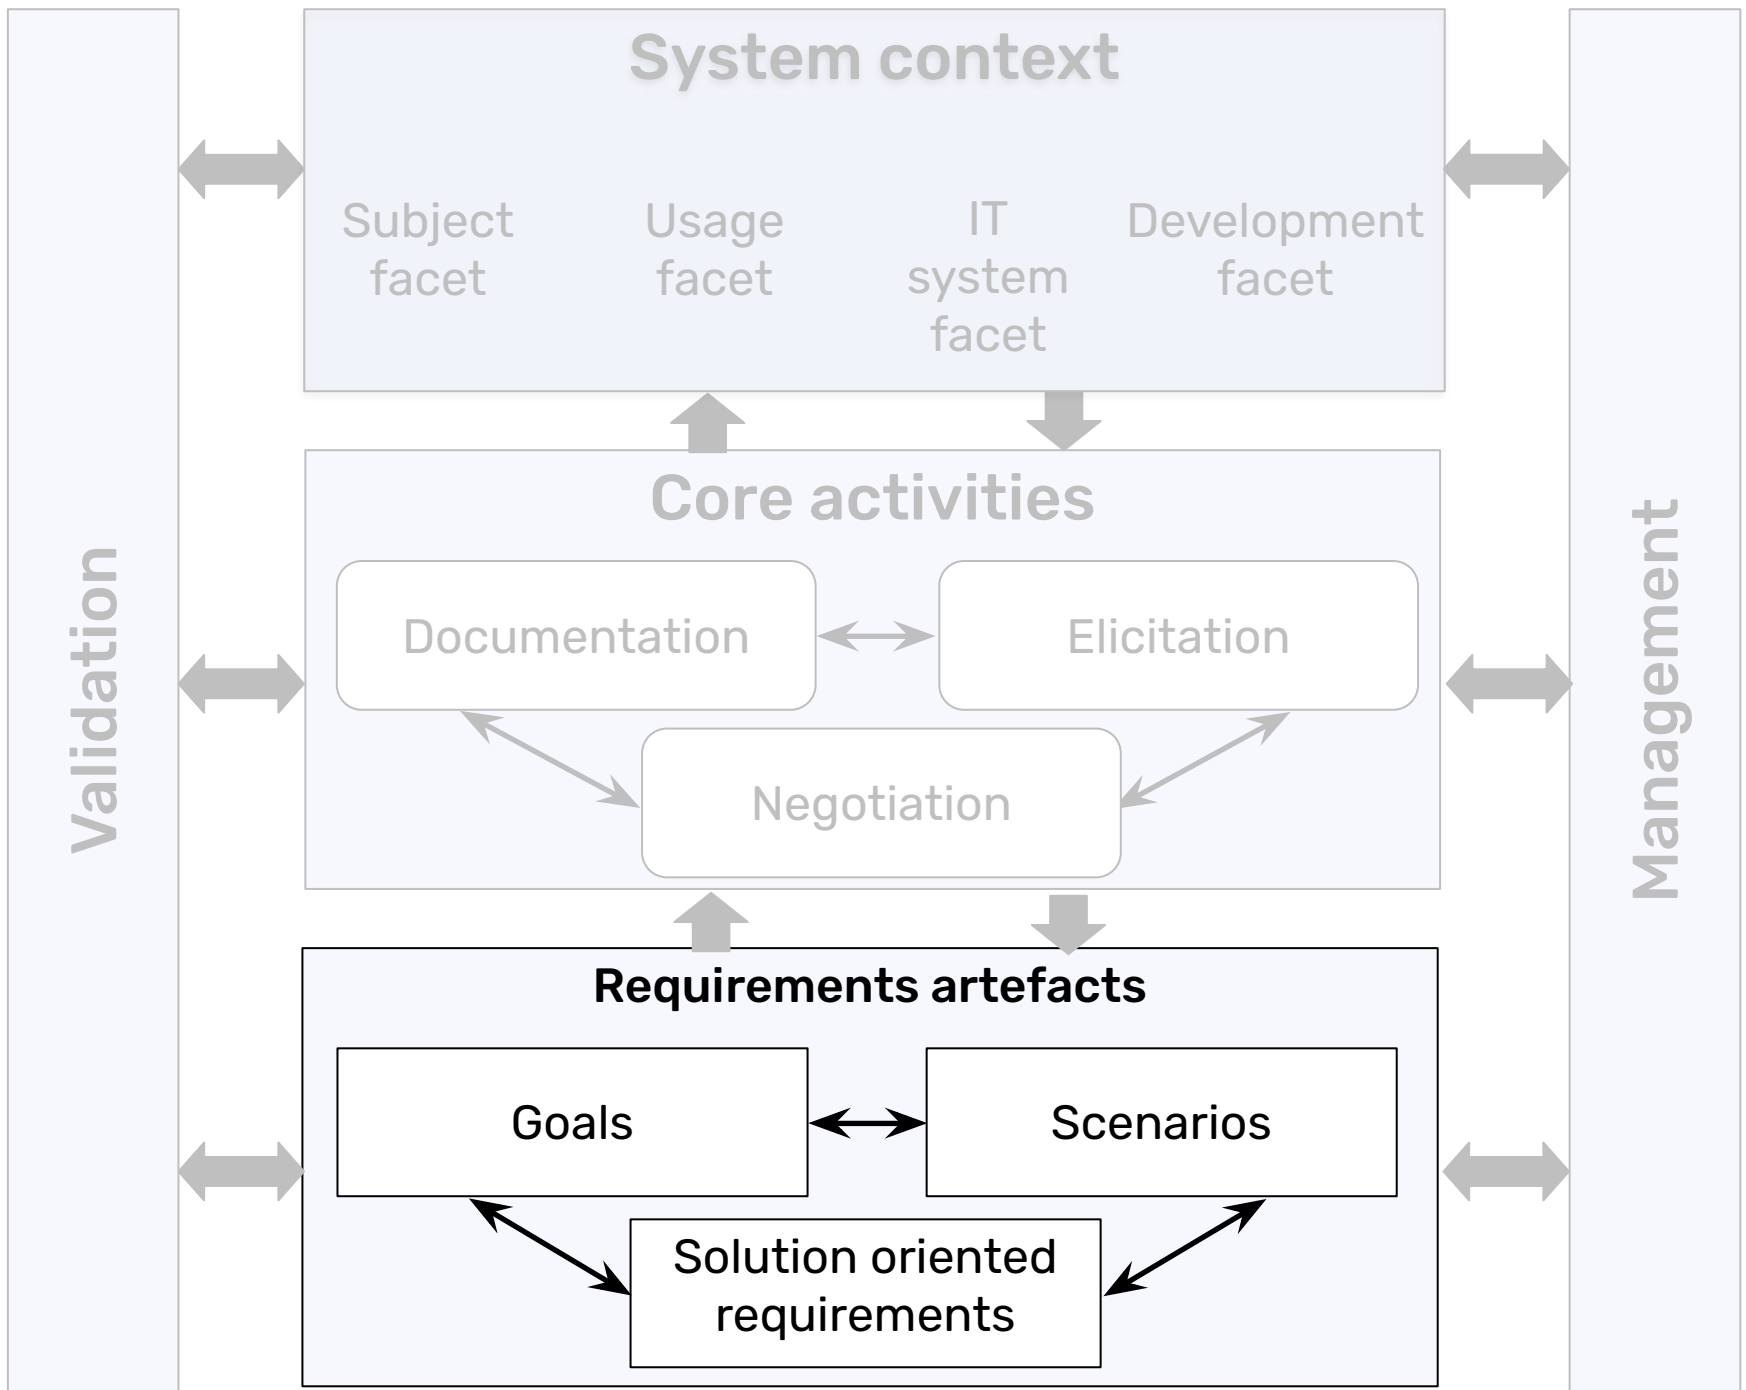 System context
Subject
facet
Usage
facet
IT
system
facet
Development
facet
Core activities
Documentation
Elicitation
Negotiation
Validation
Management
Requirements artefacts
Goals
Scenarios
Solution oriented
requirements